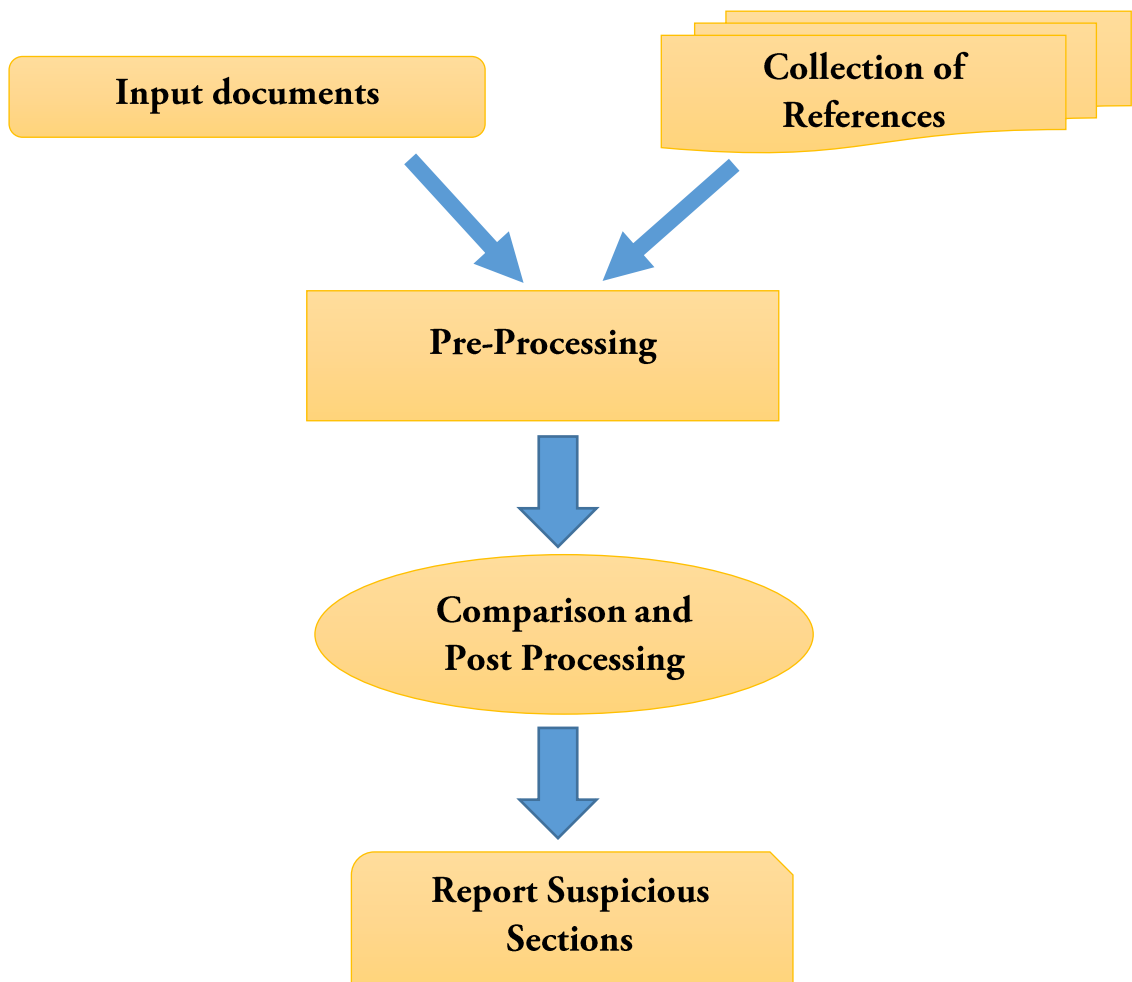 Input documents
Collection of
References
Pre-Processing
Comparison and
Post Processing
Report Suspicious
Sections